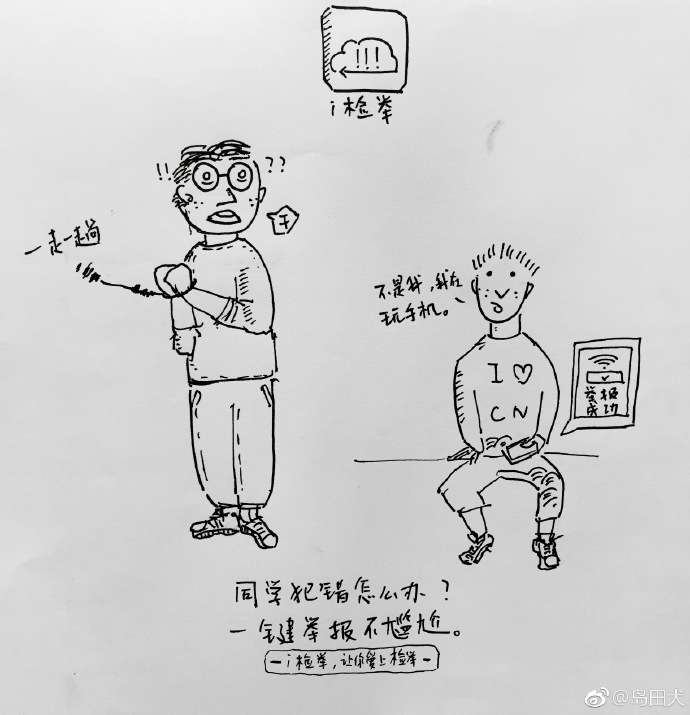 !!!
i检举
!! ??
一走一趟
不是我,我在
玩手机。
I ♡
CN
举报
成功
同学犯错怎么办?
一键举报不尴尬。
-i检举,让你爱上检举-
@岛田犬